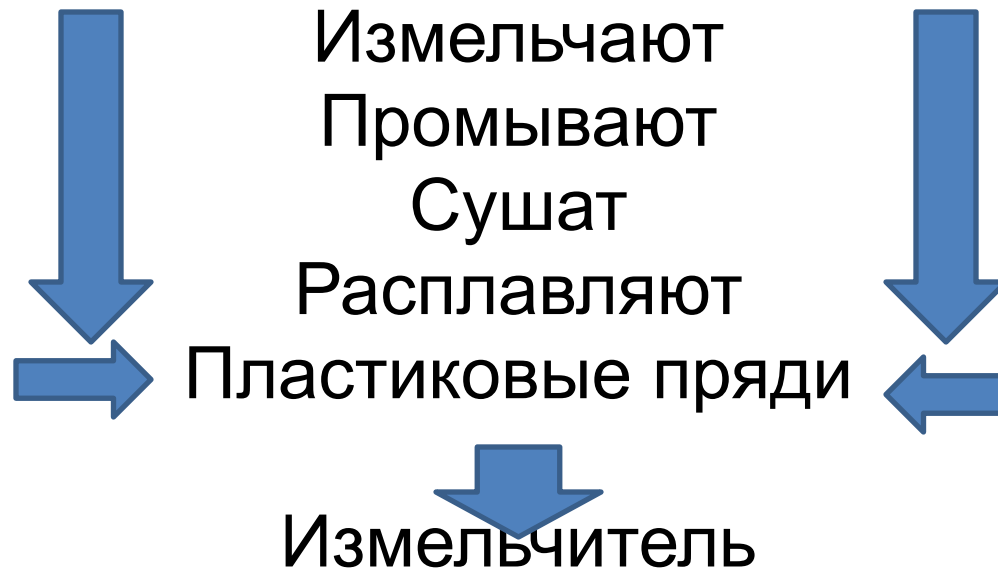 Измельчают
Промывают
Сушат
Расплавляют
Пластиковые пряди
Измельчитель